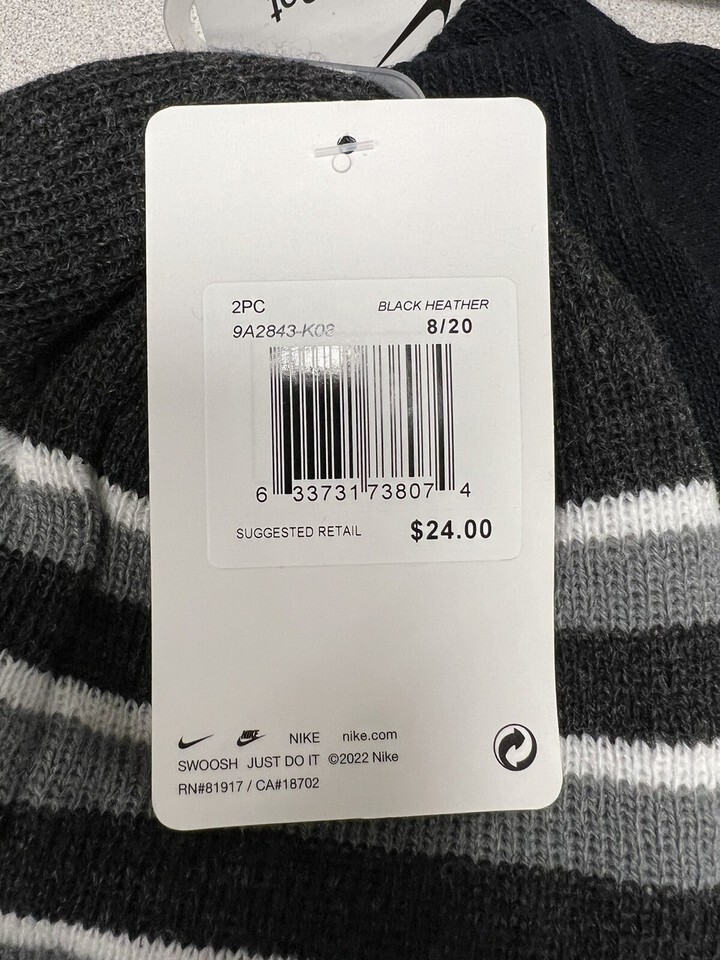 2PC BLACK HEATHER
9A2843-K08 8/20
6 33731 73807 4
SUGGESTED RETAIL $24.00
NIKE NIKE nike.com
SWOOSH JUST DO IT ©2022 Nike
RN#81917 / CA#18702